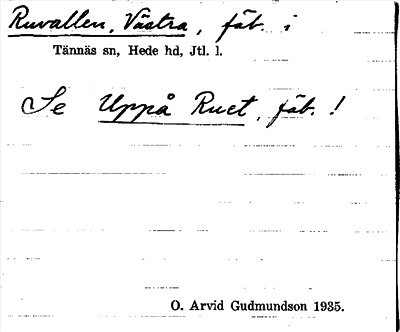 Ruvallen, Västra, fäb. i
Tännäs sn, Hede hd, Jtl. l.
Se Uppå Ruet, fäb. !
O. Arvid Gudmundson 1935.